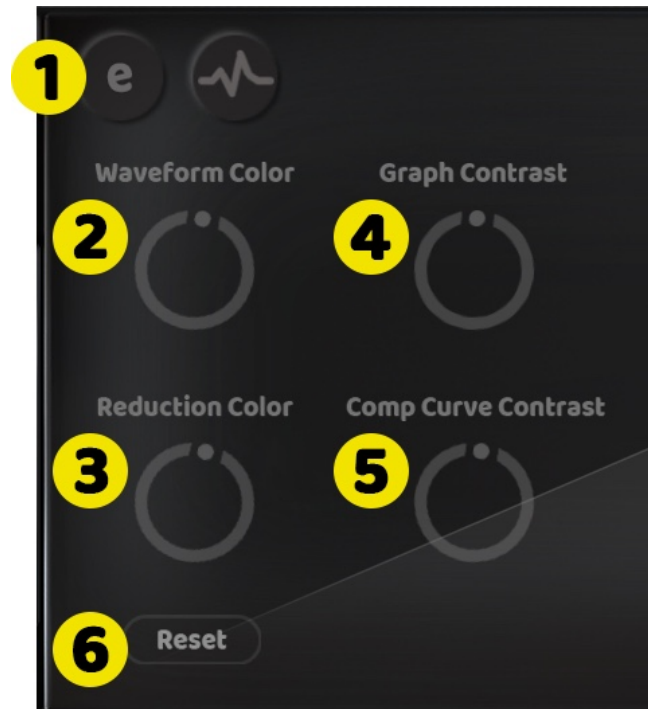 1 e
Waveform Color Graph Contrast
2 4
Reduction Color Comp Curve Contrast
3 5
6 Reset